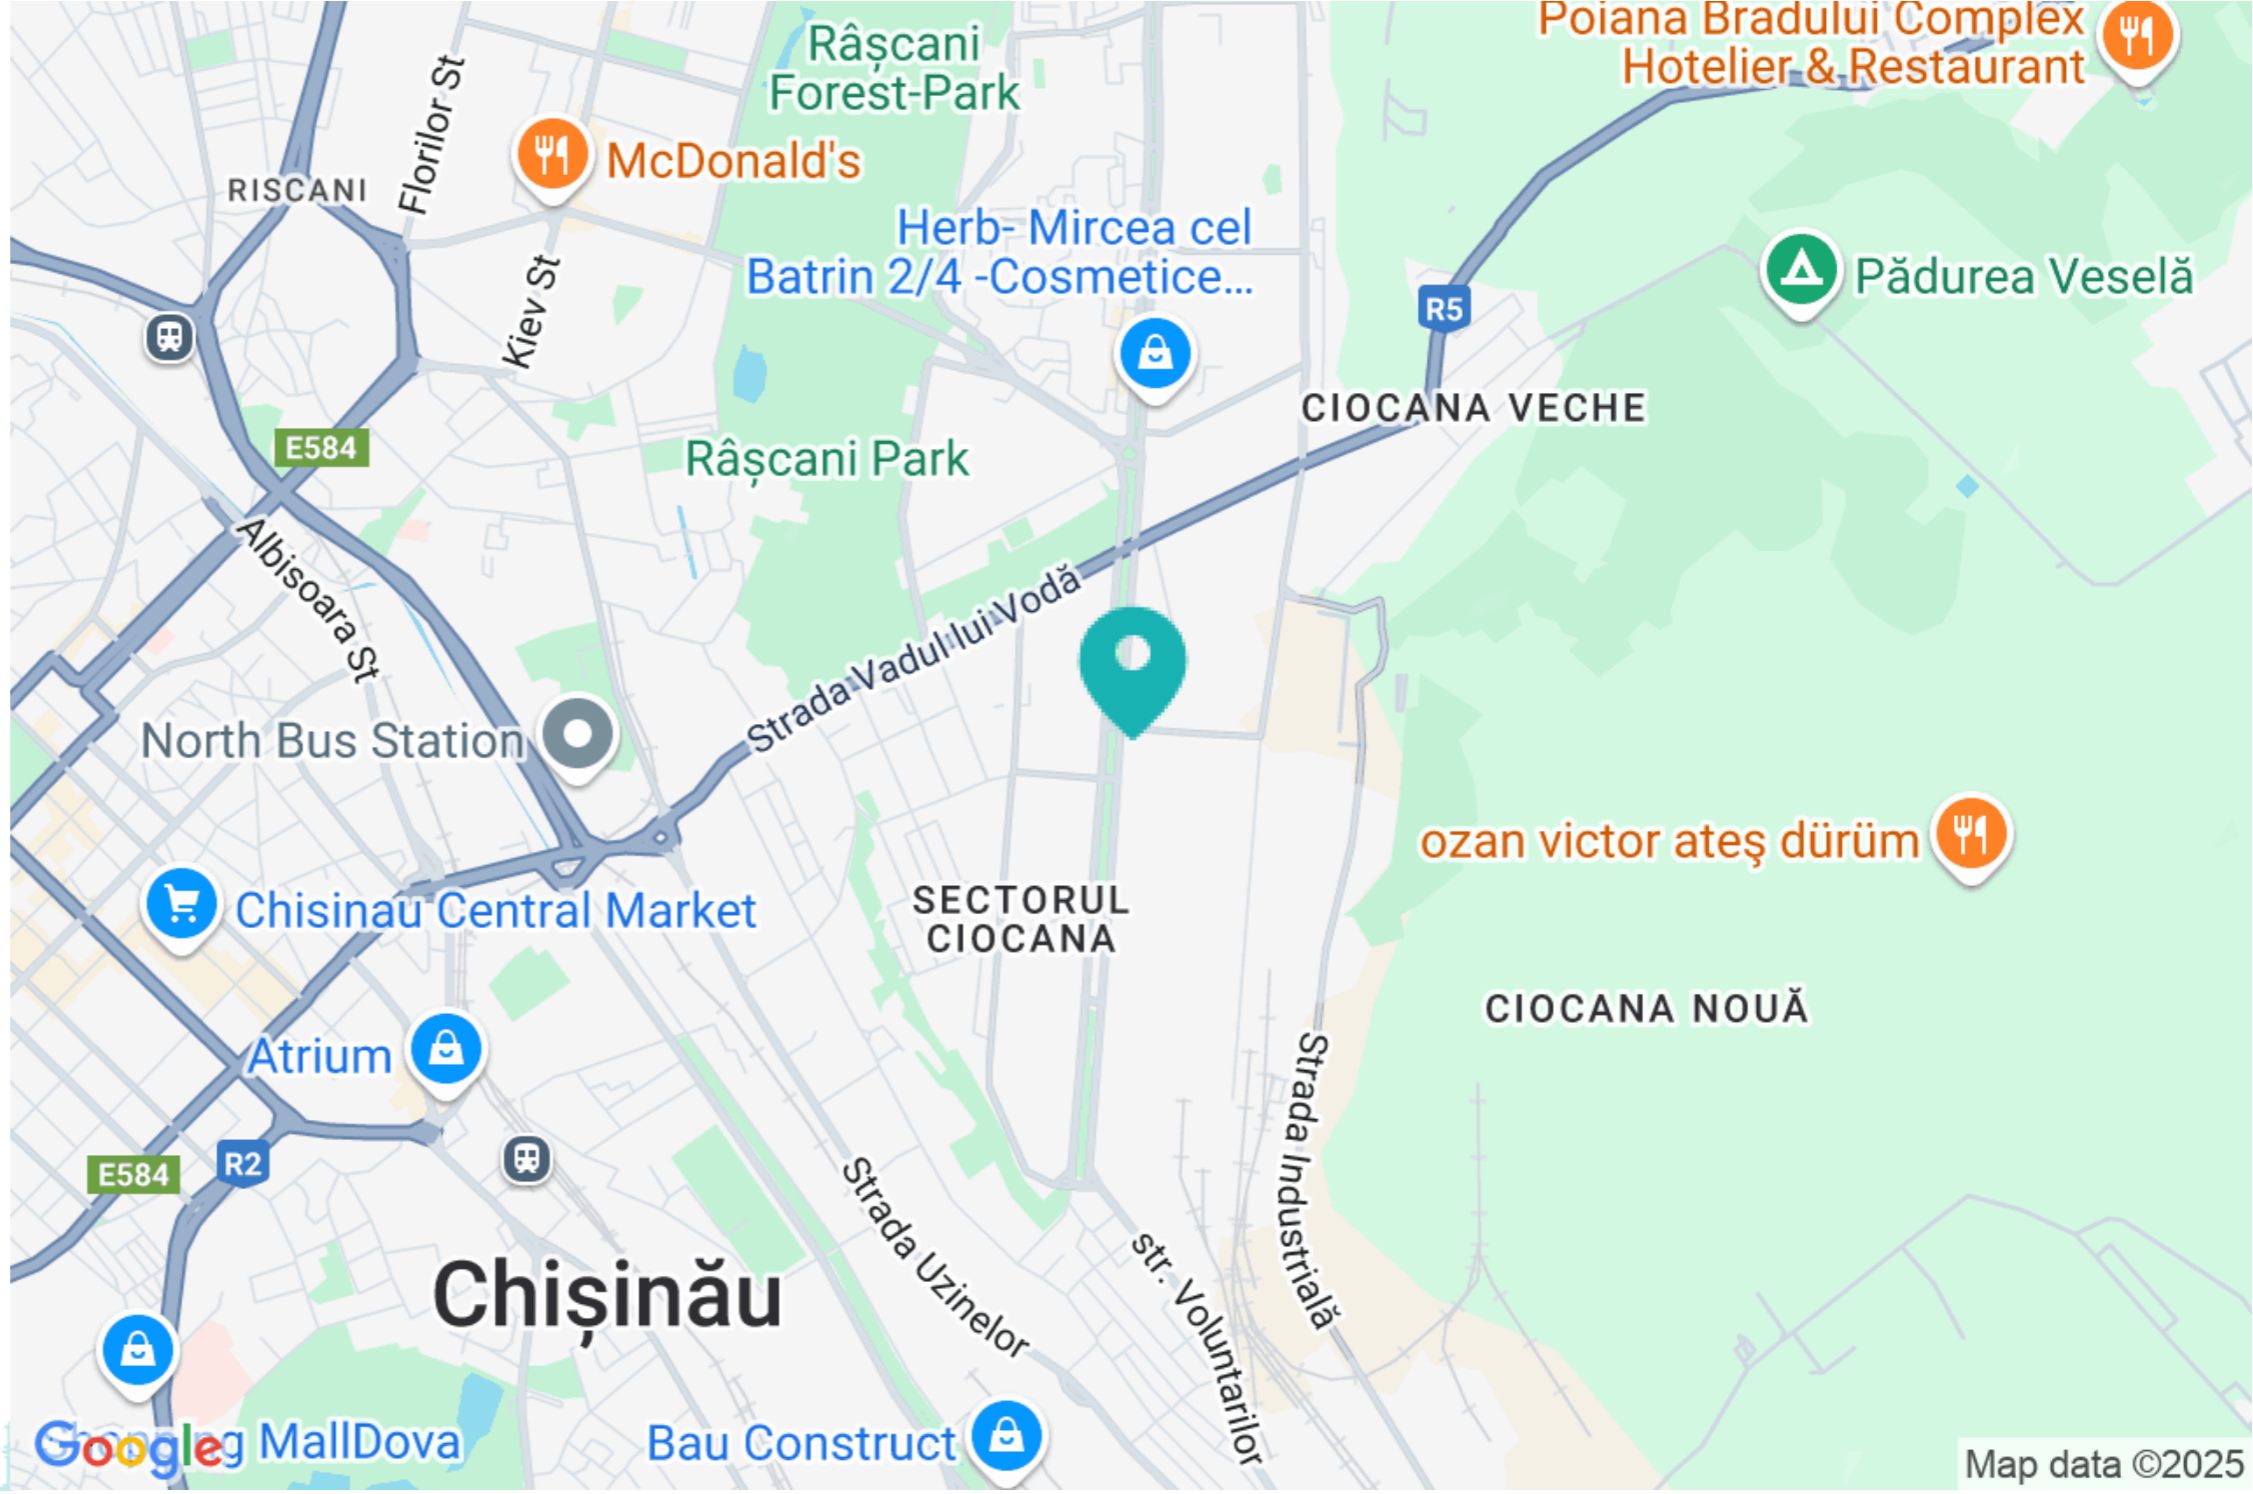 Poiana Bradului Complex
Hotelier & Restaurant
Râșcani
Forest-Park
Florilor St
McDonald's
RISCANI
Herb- Mircea cel
Batrin 2/4 -Cosmetice...
Pădurea Veselă
Kiev St
R5
CIOCANA VECHE
E584
Râșcani Park
Albisoara St
Strada Vadul lui Vodă
North Bus Station
ozan victor ateş dürüm
Chisinau Central Market
SECTORUL
CIOCANA
CIOCANA NOUĂ
Atrium
Strada Industrială
E584
R2
Strada Uzinelor
str. Voluntarilor
Chișinău
Shopping MallDova
Google
Bau Construct
Map data ©2025